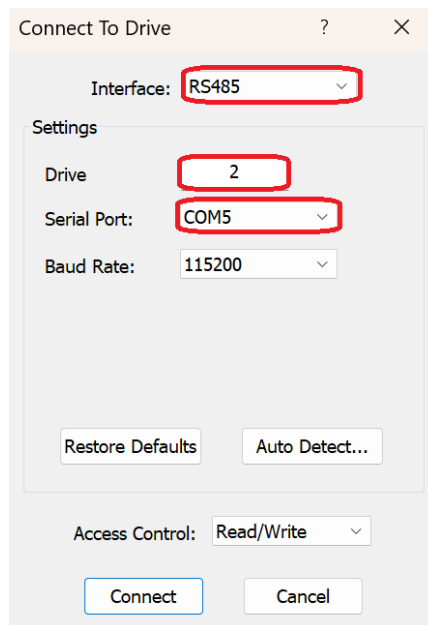 Connect To Drive ?
Interface: RS485
Settings
Drive 2
Serial Port: COM5
Baud Rate: 115200
Restore Defaults Auto Detect...
Access Control: Read/Write
Connect Cancel